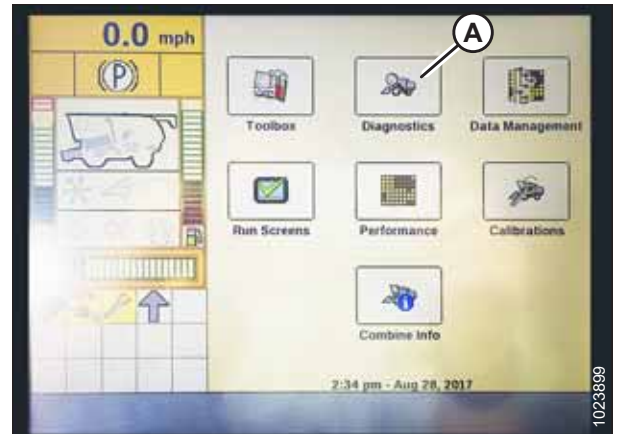 0.0 mph
A
(P)
Toolbox
Diagnostics
Data Management
Run Screens
Performance
Calibrations
Combine Info
2:34 pm - Aug 28, 2017
1023899